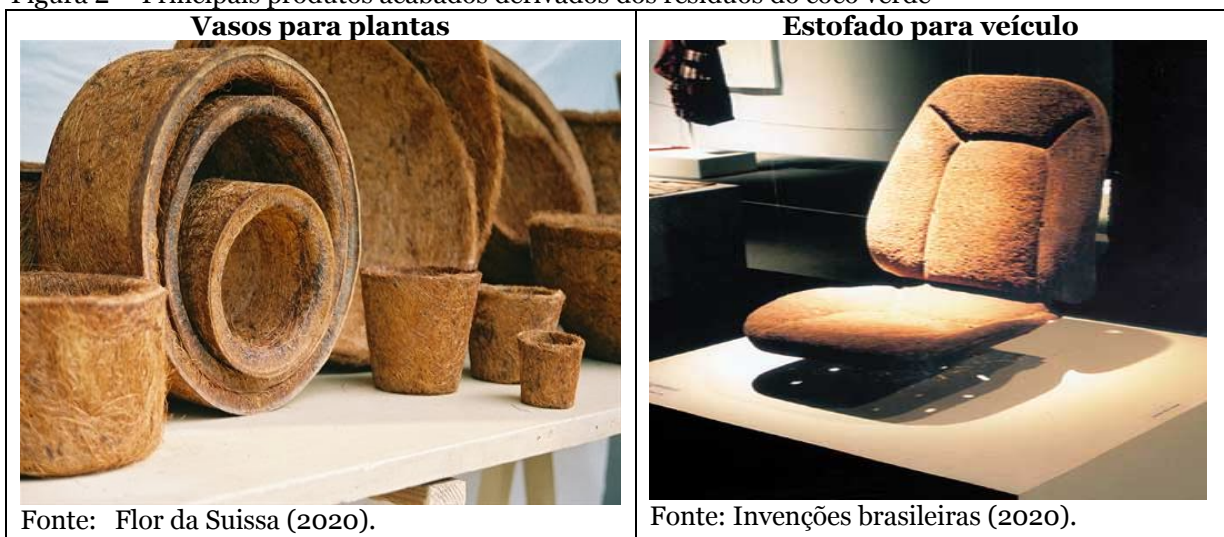 Figura 2 – Principais produtos acabados derivados dos resíduos do coco verde
Vasos para plantas
Estofado para veículo
Fonte: Flor da Suissa (2020).
Fonte: Invenções brasileiras (2020).